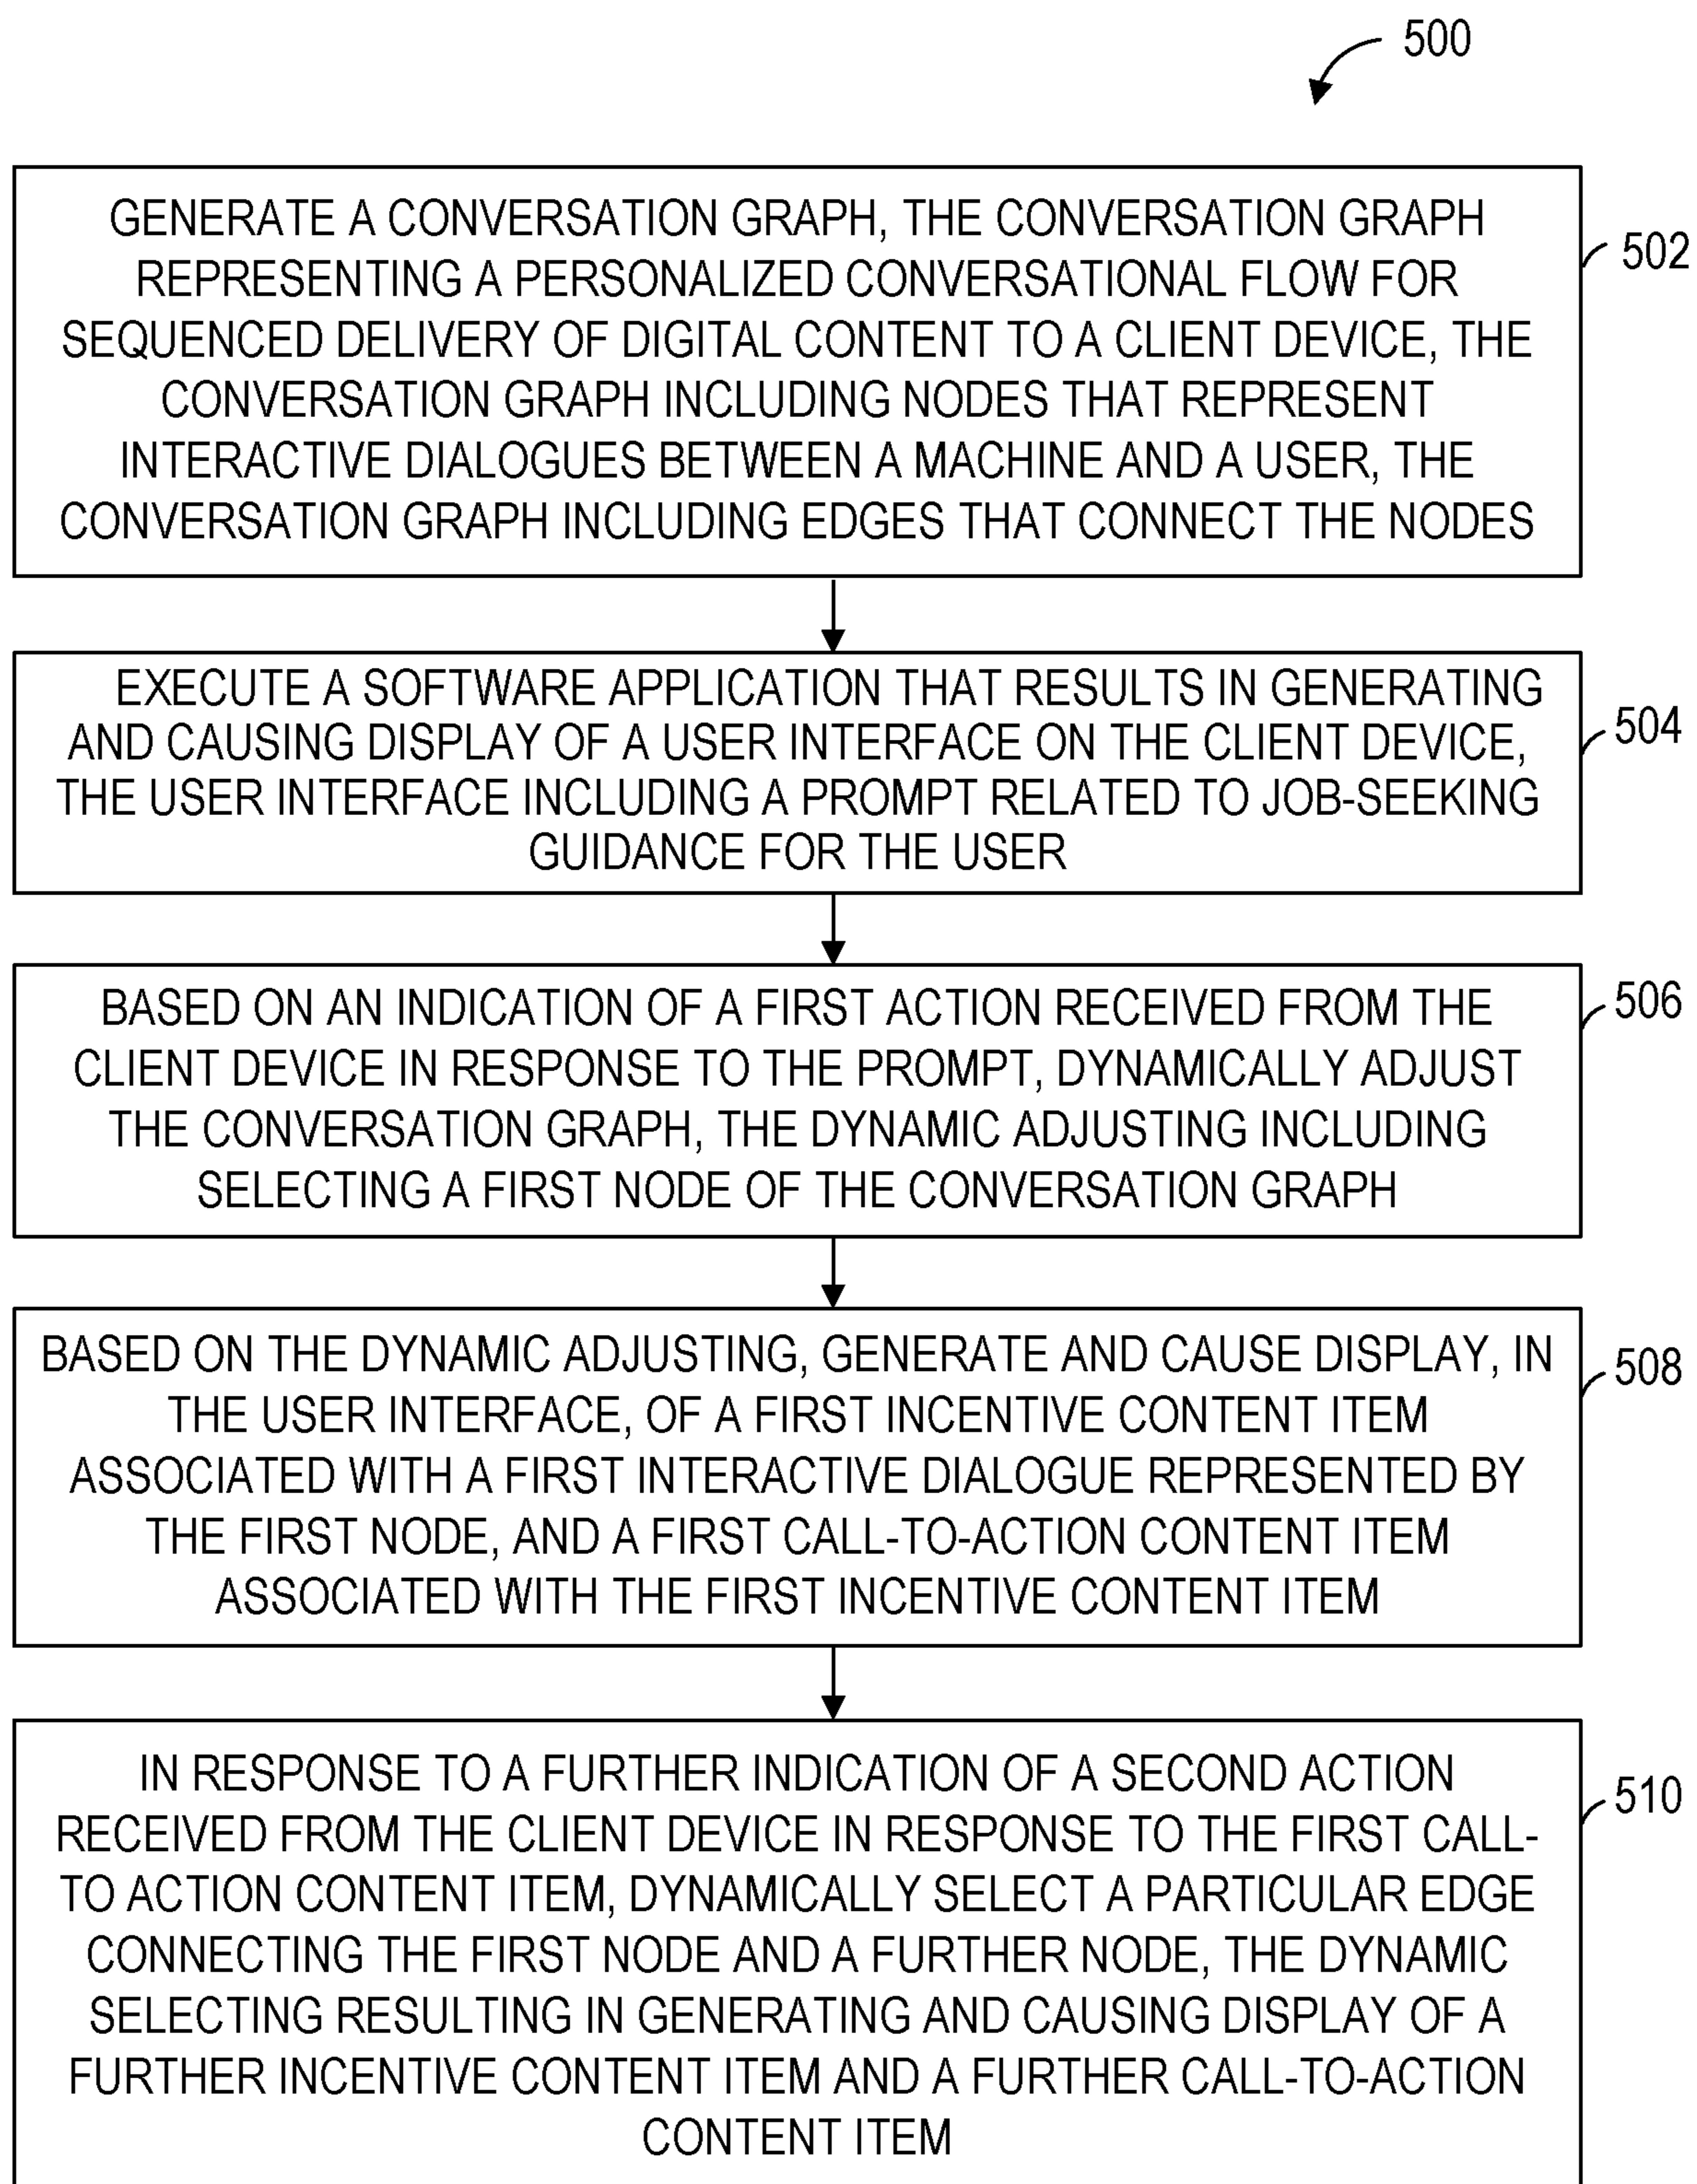 500
GENERATE A CONVERSATION GRAPH, THE CONVERSATION GRAPH
REPRESENTING A PERSONALIZED CONVERSATIONAL FLOW FOR
SEQUENCED DELIVERY OF DIGITAL CONTENT TO A CLIENT DEVICE, THE
CONVERSATION GRAPH INCLUDING NODES THAT REPRESENT
INTERACTIVE DIALOGUES BETWEEN A MACHINE AND A USER, THE
CONVERSATION GRAPH INCLUDING EDGES THAT CONNECT THE NODES
502
EXECUTE A SOFTWARE APPLICATION THAT RESULTS IN GENERATING
AND CAUSING DISPLAY OF A USER INTERFACE ON THE CLIENT DEVICE,
THE USER INTERFACE INCLUDING A PROMPT RELATED TO JOB-SEEKING
GUIDANCE FOR THE USER
504
BASED ON AN INDICATION OF A FIRST ACTION RECEIVED FROM THE
CLIENT DEVICE IN RESPONSE TO THE PROMPT, DYNAMICALLY ADJUST
THE CONVERSATION GRAPH, THE DYNAMIC ADJUSTING INCLUDING
SELECTING A FIRST NODE OF THE CONVERSATION GRAPH
506
BASED ON THE DYNAMIC ADJUSTING, GENERATE AND CAUSE DISPLAY, IN
THE USER INTERFACE, OF A FIRST INCENTIVE CONTENT ITEM
ASSOCIATED WITH A FIRST INTERACTIVE DIALOGUE REPRESENTED BY
THE FIRST NODE, AND A FIRST CALL-TO-ACTION CONTENT ITEM
ASSOCIATED WITH THE FIRST INCENTIVE CONTENT ITEM
508
IN RESPONSE TO A FURTHER INDICATION OF A SECOND ACTION
RECEIVED FROM THE CLIENT DEVICE IN RESPONSE TO THE FIRST CALL-
TO ACTION CONTENT ITEM, DYNAMICALLY SELECT A PARTICULAR EDGE
CONNECTING THE FIRST NODE AND A FURTHER NODE, THE DYNAMIC
SELECTING RESULTING IN GENERATING AND CAUSING DISPLAY OF A
FURTHER INCENTIVE CONTENT ITEM AND A FURTHER CALL-TO-ACTION
CONTENT ITEM
510